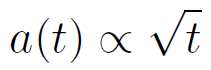 a(t) ∝ √t